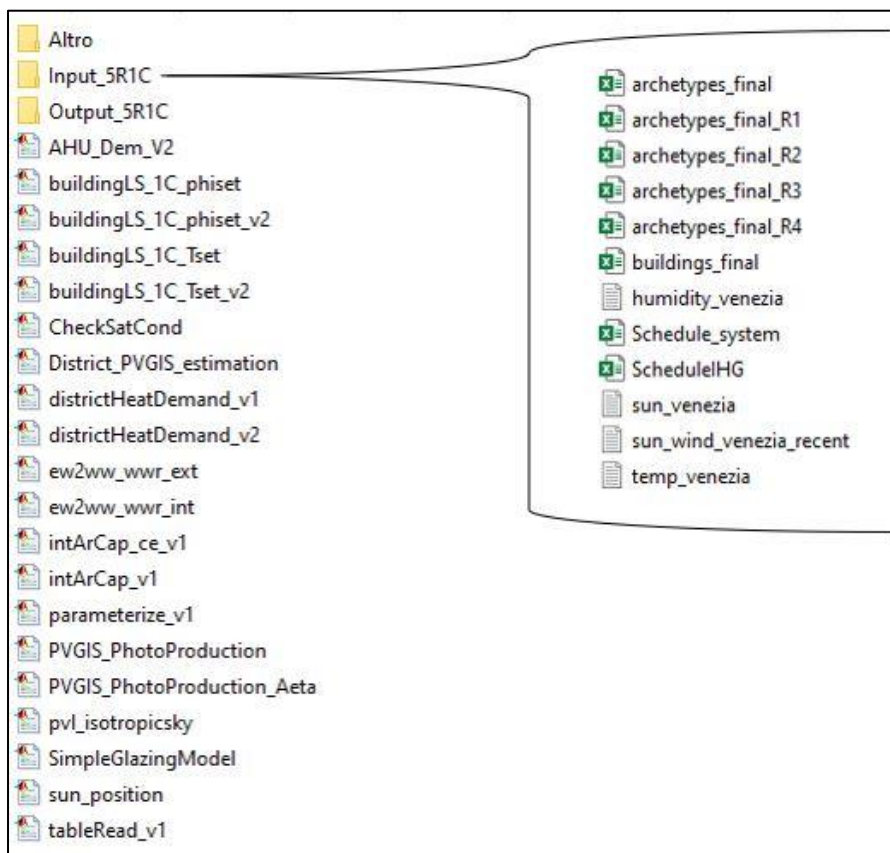 Altro
Input_5R1C
Output_5R1C
AHU_Dem_V2
buildingLS_1C_phiset
buildingLS_1C_phiset_v2
buildingLS_1C_Tset
buildingLS_1C_Tset_v2
CheckSatCond
District_PVGIS_estimation
districtHeatDemand_v1
districtHeatDemand_v2
ew2ww_wwr_ext
ew2ww_wwr_int
intArCap_ce_v1
intArCap_v1
parameterize_v1
PVGIS_PhotoProduction
PVGIS_PhotoProduction_Aeta
pvl_isotropicsky
SimpleGlazingModel
sun_position
tableRead_v1
archetypes_final
archetypes_final_R1
archetypes_final_R2
archetypes_final_R3
archetypes_final_R4
buildings_final
humidity_venezia
Schedule_system
ScheduleIHG
sun_venezia
sun_wind_venezia_recent
temp_venezia